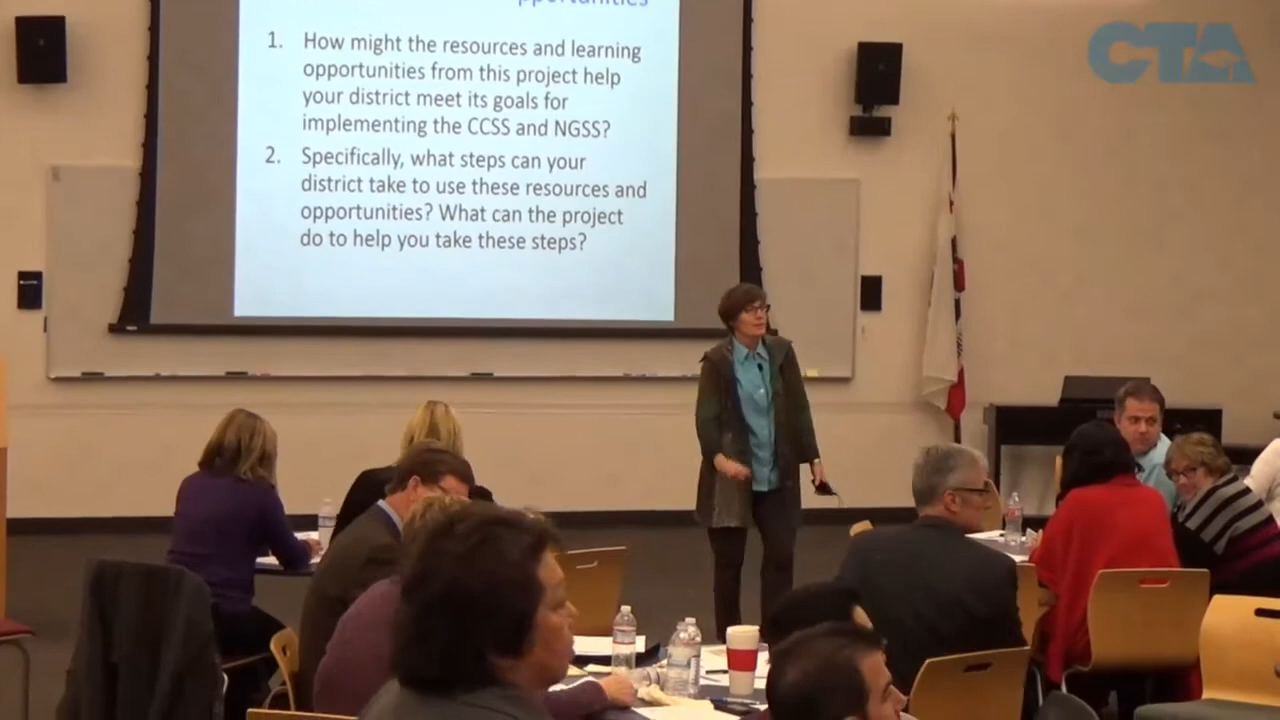 CTA
opportunities
1. How might the resources and learning
opportunities from this project help
your district meet its goals for
implementing the CCSS and NGSS?
2. Specifically, what steps can your
district take to use these resources and
opportunities? What can the project
do to help you take these steps?